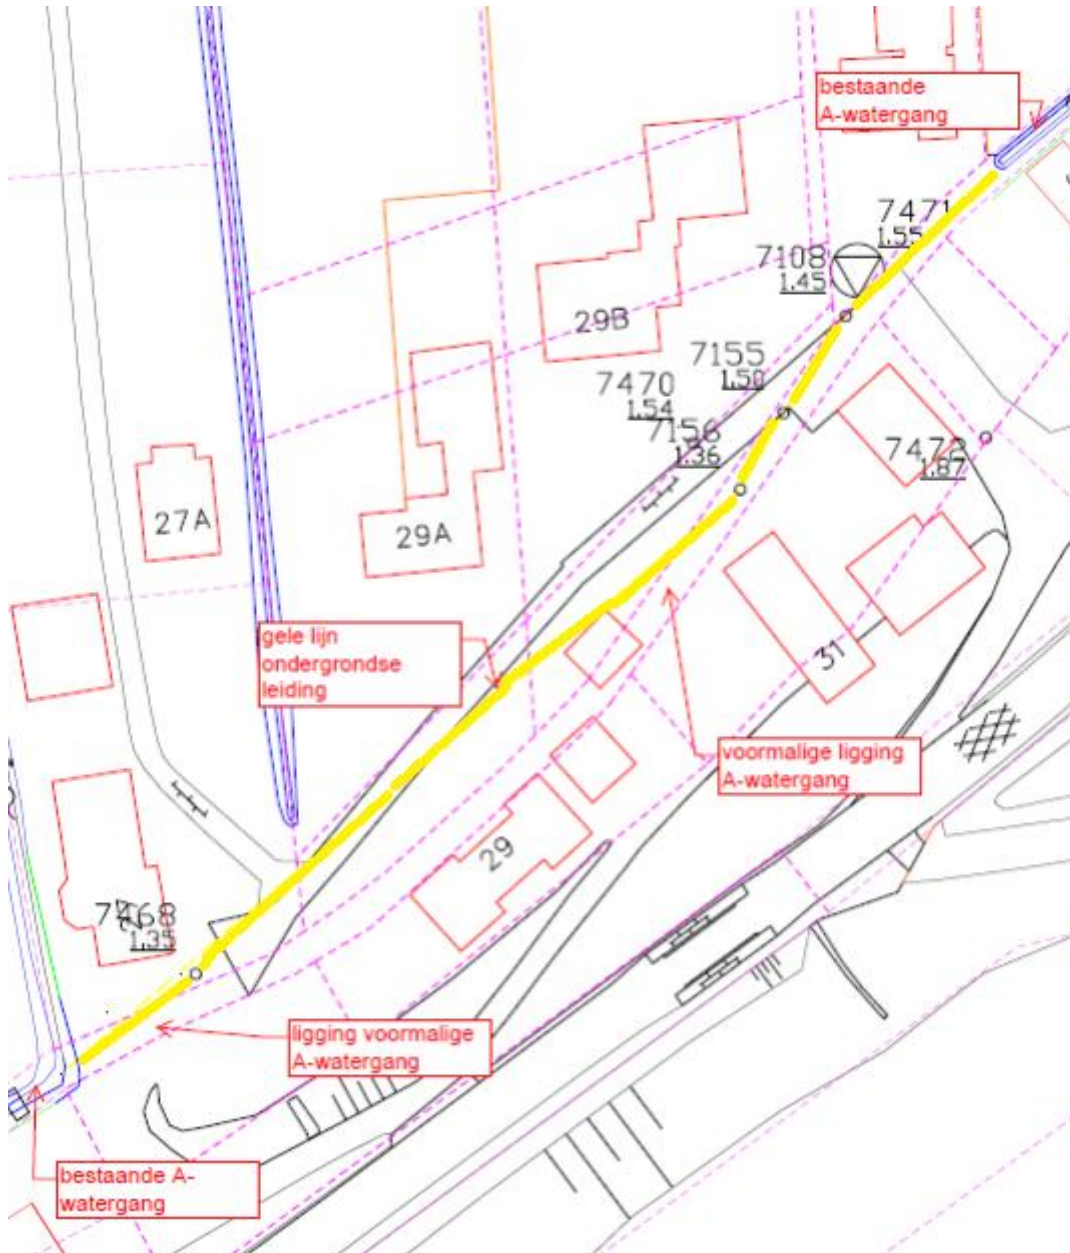 bestaande
A-watergang
7471
1.55
7108
1.45
29B
7155
1.50
7470
1.54
7156
1.36
7472
1.87
27A
29A
gele lijn
ondergrondse
leiding
31
voormalige ligging
A-watergang
29
7468
1.35
ligging voormalige
A-watergang
bestaande A-
watergang